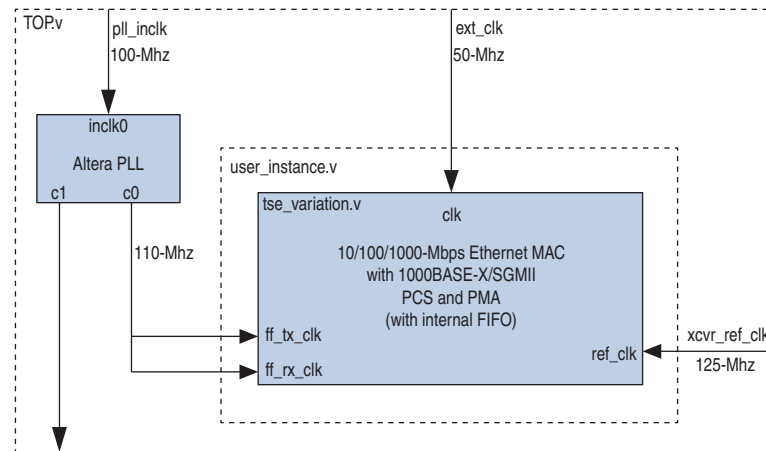 TOP.v
pll_inclk
100-Mhz
ext_clk
50-Mhz
inclk0
Altera PLL
c1 c0
user_instance.v
tse_variation.v
clk
110-Mhz
10/100/1000-Mbps Ethernet MAC
with 1000BASE-X/SGMII
PCS and PMA
(with internal FIFO)
ff_tx_clk
ref_clk
xcvr_ref_clk
125-Mhz
ff_rx_clk